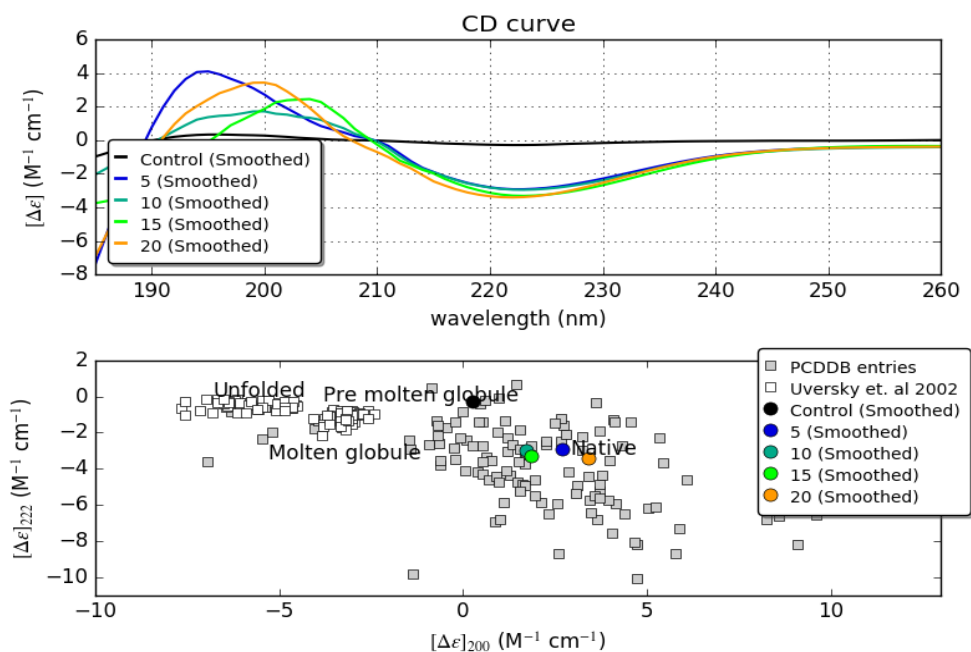 CD curve
6
4
2
0
−2
−4
−6
−8
[Δε] (M⁻¹ cm⁻¹)
Control (Smoothed)
5 (Smoothed)
10 (Smoothed)
15 (Smoothed)
20 (Smoothed)
190 200 210 220 230 240 250 260
wavelength (nm)
2
0
−2
−4
−6
−8
−10
[Δε]₂₂₂ (M⁻¹ cm⁻¹)
Unfolded
Pre molten globule
Molten globule
Native
PCDDB entries
Uversky et. al 2002
Control (Smoothed)
5 (Smoothed)
10 (Smoothed)
15 (Smoothed)
20 (Smoothed)
−10 −5 0 5 10
[Δε]₂₀₀ (M⁻¹ cm⁻¹)